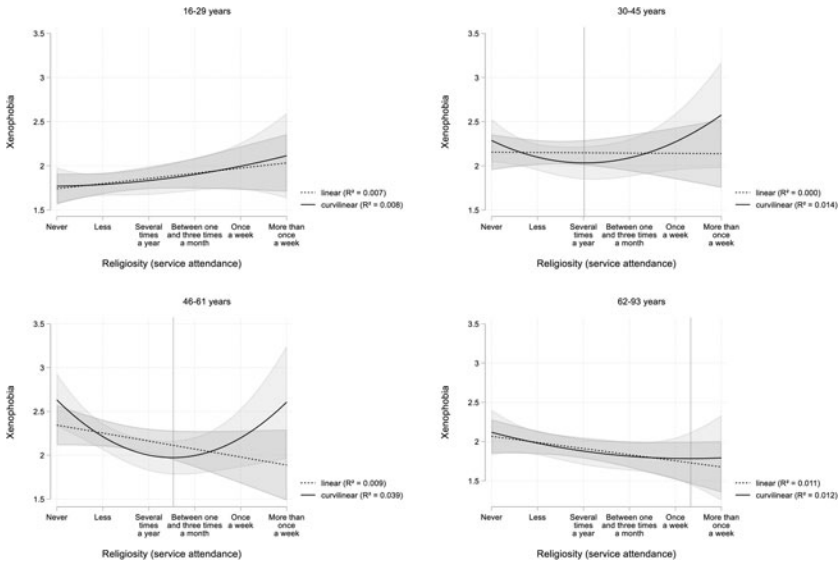 16-29 years
3.5
3
2.5
2
1.5
Xenophobia
Never
Less
Several
times
a year
Between one
and three times
a month
Once
a week
More than
once
a week
Religiosity (service attendance)
linear (R² = 0.007)
curvilinear (R² = 0.008)
30-45 years
3.5
3
2.5
2
1.5
Xenophobia
Never
Less
Several
times
a year
Between one
and three times
a month
Once
a week
More than
once
a week
Religiosity (service attendance)
linear (R² = 0.000)
curvilinear (R² = 0.014)
46-61 years
3.5
3
2.5
2
1.5
Xenophobia
Never
Less
Several
times
a year
Between one
and three times
a month
Once
a week
More than
once
a week
Religiosity (service attendance)
linear (R² = 0.009)
curvilinear (R² = 0.039)
62-93 years
3.5
3
2.5
2
1.5
Xenophobia
Never
Less
Several
times
a year
Between one
and three times
a month
Once
a week
More than
once
a week
Religiosity (service attendance)
linear (R² = 0.011)
curvilinear (R² = 0.012)